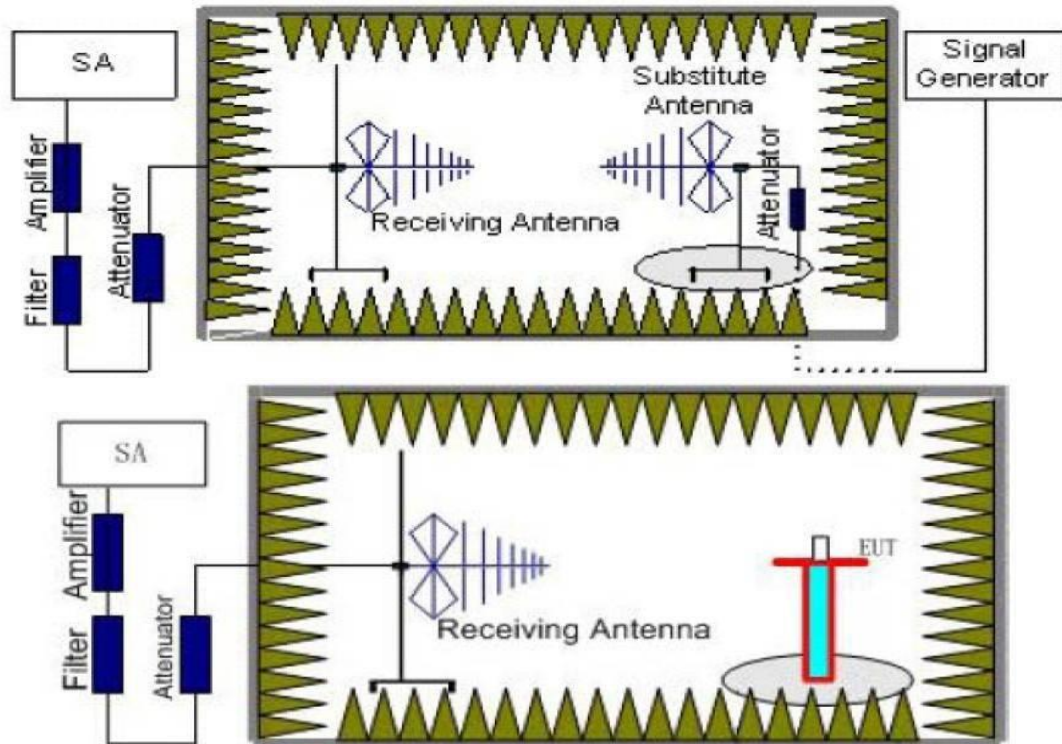 SA
Signal
Generator
Substitute
Antenna
Amplifier
Attenuator
Filter
Attenuator
Receiving Antenna
SA
Amplifier
Filter
Attenuator
EUT
Receiving Antenna